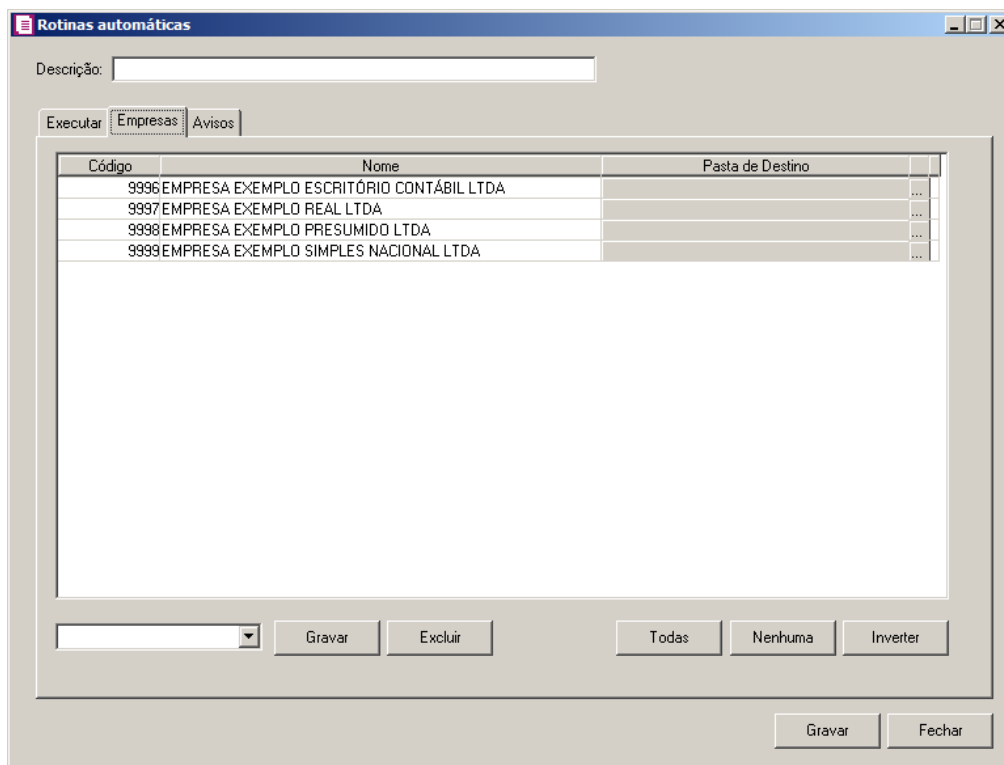 Rotinas automáticas
Descrição:
Executar Empresas Avisos
Código Nome Pasta de Destino
9996 EMPRESA EXEMPLO ESCRITÓRIO CONTÁBIL LTDA ...
9997 EMPRESA EXEMPLO REAL LTDA ...
9998 EMPRESA EXEMPLO PRESUMIDO LTDA ...
9999 EMPRESA EXEMPLO SIMPLES NACIONAL LTDA ...
Gravar Excluir Todas Nenhuma Inverter
Gravar Fechar